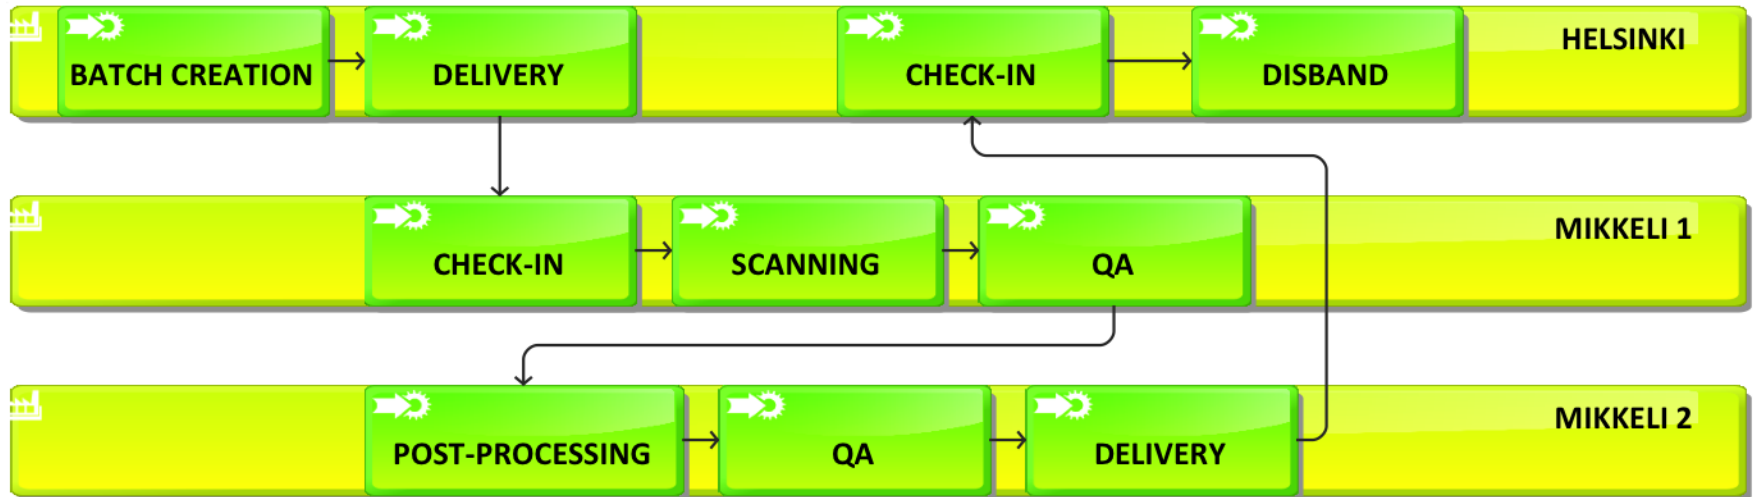 BATCH CREATION
DELIVERY
CHECK-IN
DISBAND
HELSINKI
CHECK-IN
SCANNING
QA
MIKKELI 1
POST-PROCESSING
QA
DELIVERY
MIKKELI 2